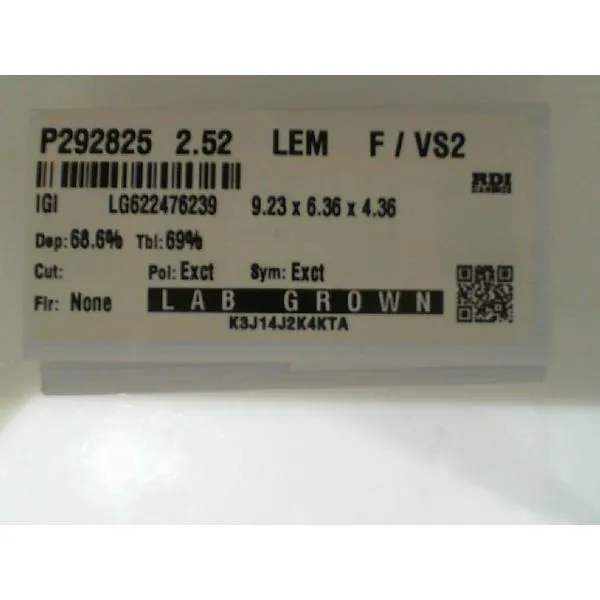 P292825 2.52 LEM F / VS2
RDI
IGI LG622476239 9.23 x 6.36 x 4.36
Dep: 68.6% Tbl: 69%
Cut: Pol: Exct Sym: Exct
Flr: None LAB GROWN
K3J14J2K4KTA